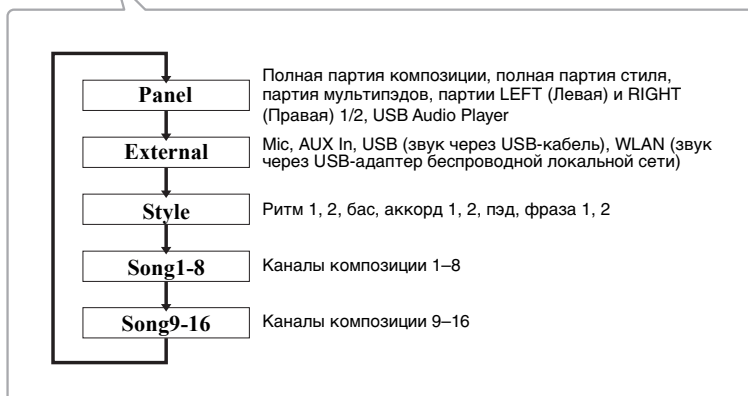 Panel
Полная партия композиции, полная партия стиля,
партия мультипэдов, партии LEFT (Левая) и RIGHT
(Правая) 1/2, USB Audio Player
External
Mic, AUX In, USB (звук через USB-кабель), WLAN (звук
через USB-адаптер беспроводной локальной сети)
Style
Ритм 1, 2, бас, аккорд 1, 2, пэд, фраза 1, 2
Song1-8
Каналы композиции 1–8
Song9-16
Каналы композиции 9–16